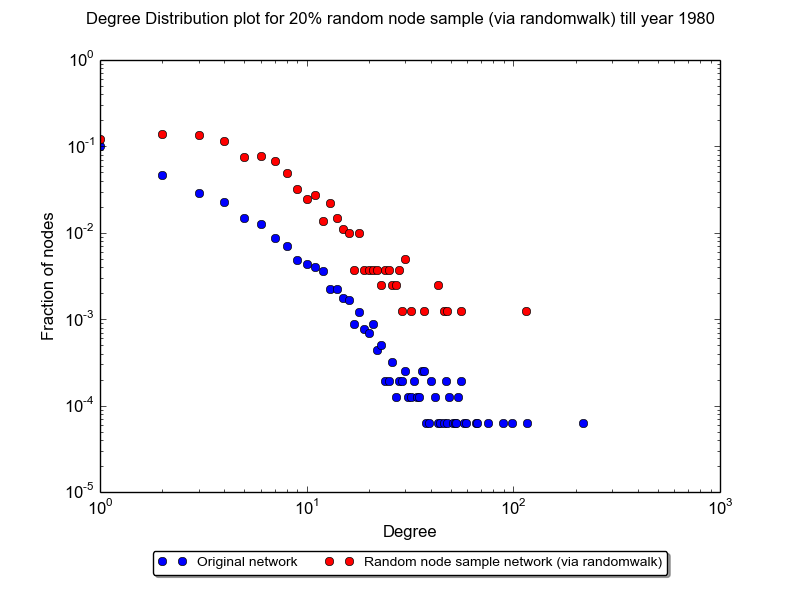 Degree Distribution plot for 20% random node sample (via randomwalk) till year 1980
Fraction of nodes
10^0
10^-1
10^-2
10^-3
10^-4
10^-5
10^0 10^1 10^2 10^3
Degree
Original network Random node sample network (via randomwalk)